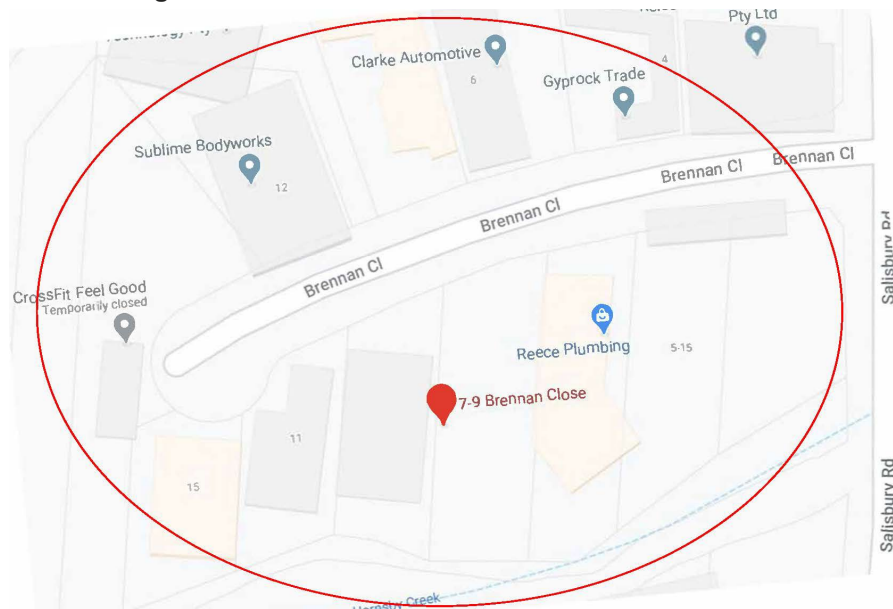 Pty Ltd
Clarke Automotive
6
4
Gyprock Trade
Sublime Bodyworks
12
Brennan Cl
Brennan Cl
Brennan Cl
Brennan Cl
Salisbury Rd
CrossFit Feel Good
Temporarily closed
Reece Plumbing
5-15
7-9 Brennan Close
11
15
Salisbury Rd
Hornsby Creek